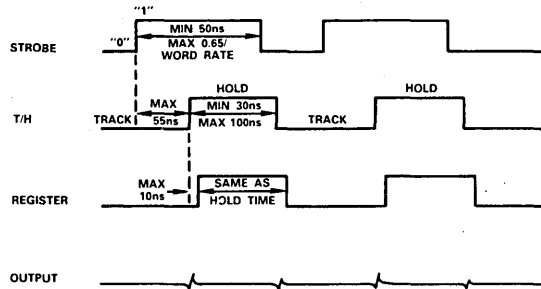 "1"
"0"
MIN 50ns
MAX 0.65/
WORD RATE
STROBE
HOLD
HOLD
TRACK
MAX
55ns
MIN 30ns
MAX 100ns
TRACK
T/H
MAX
10ns
SAME AS
HOLD TIME
REGISTER
OUTPUT